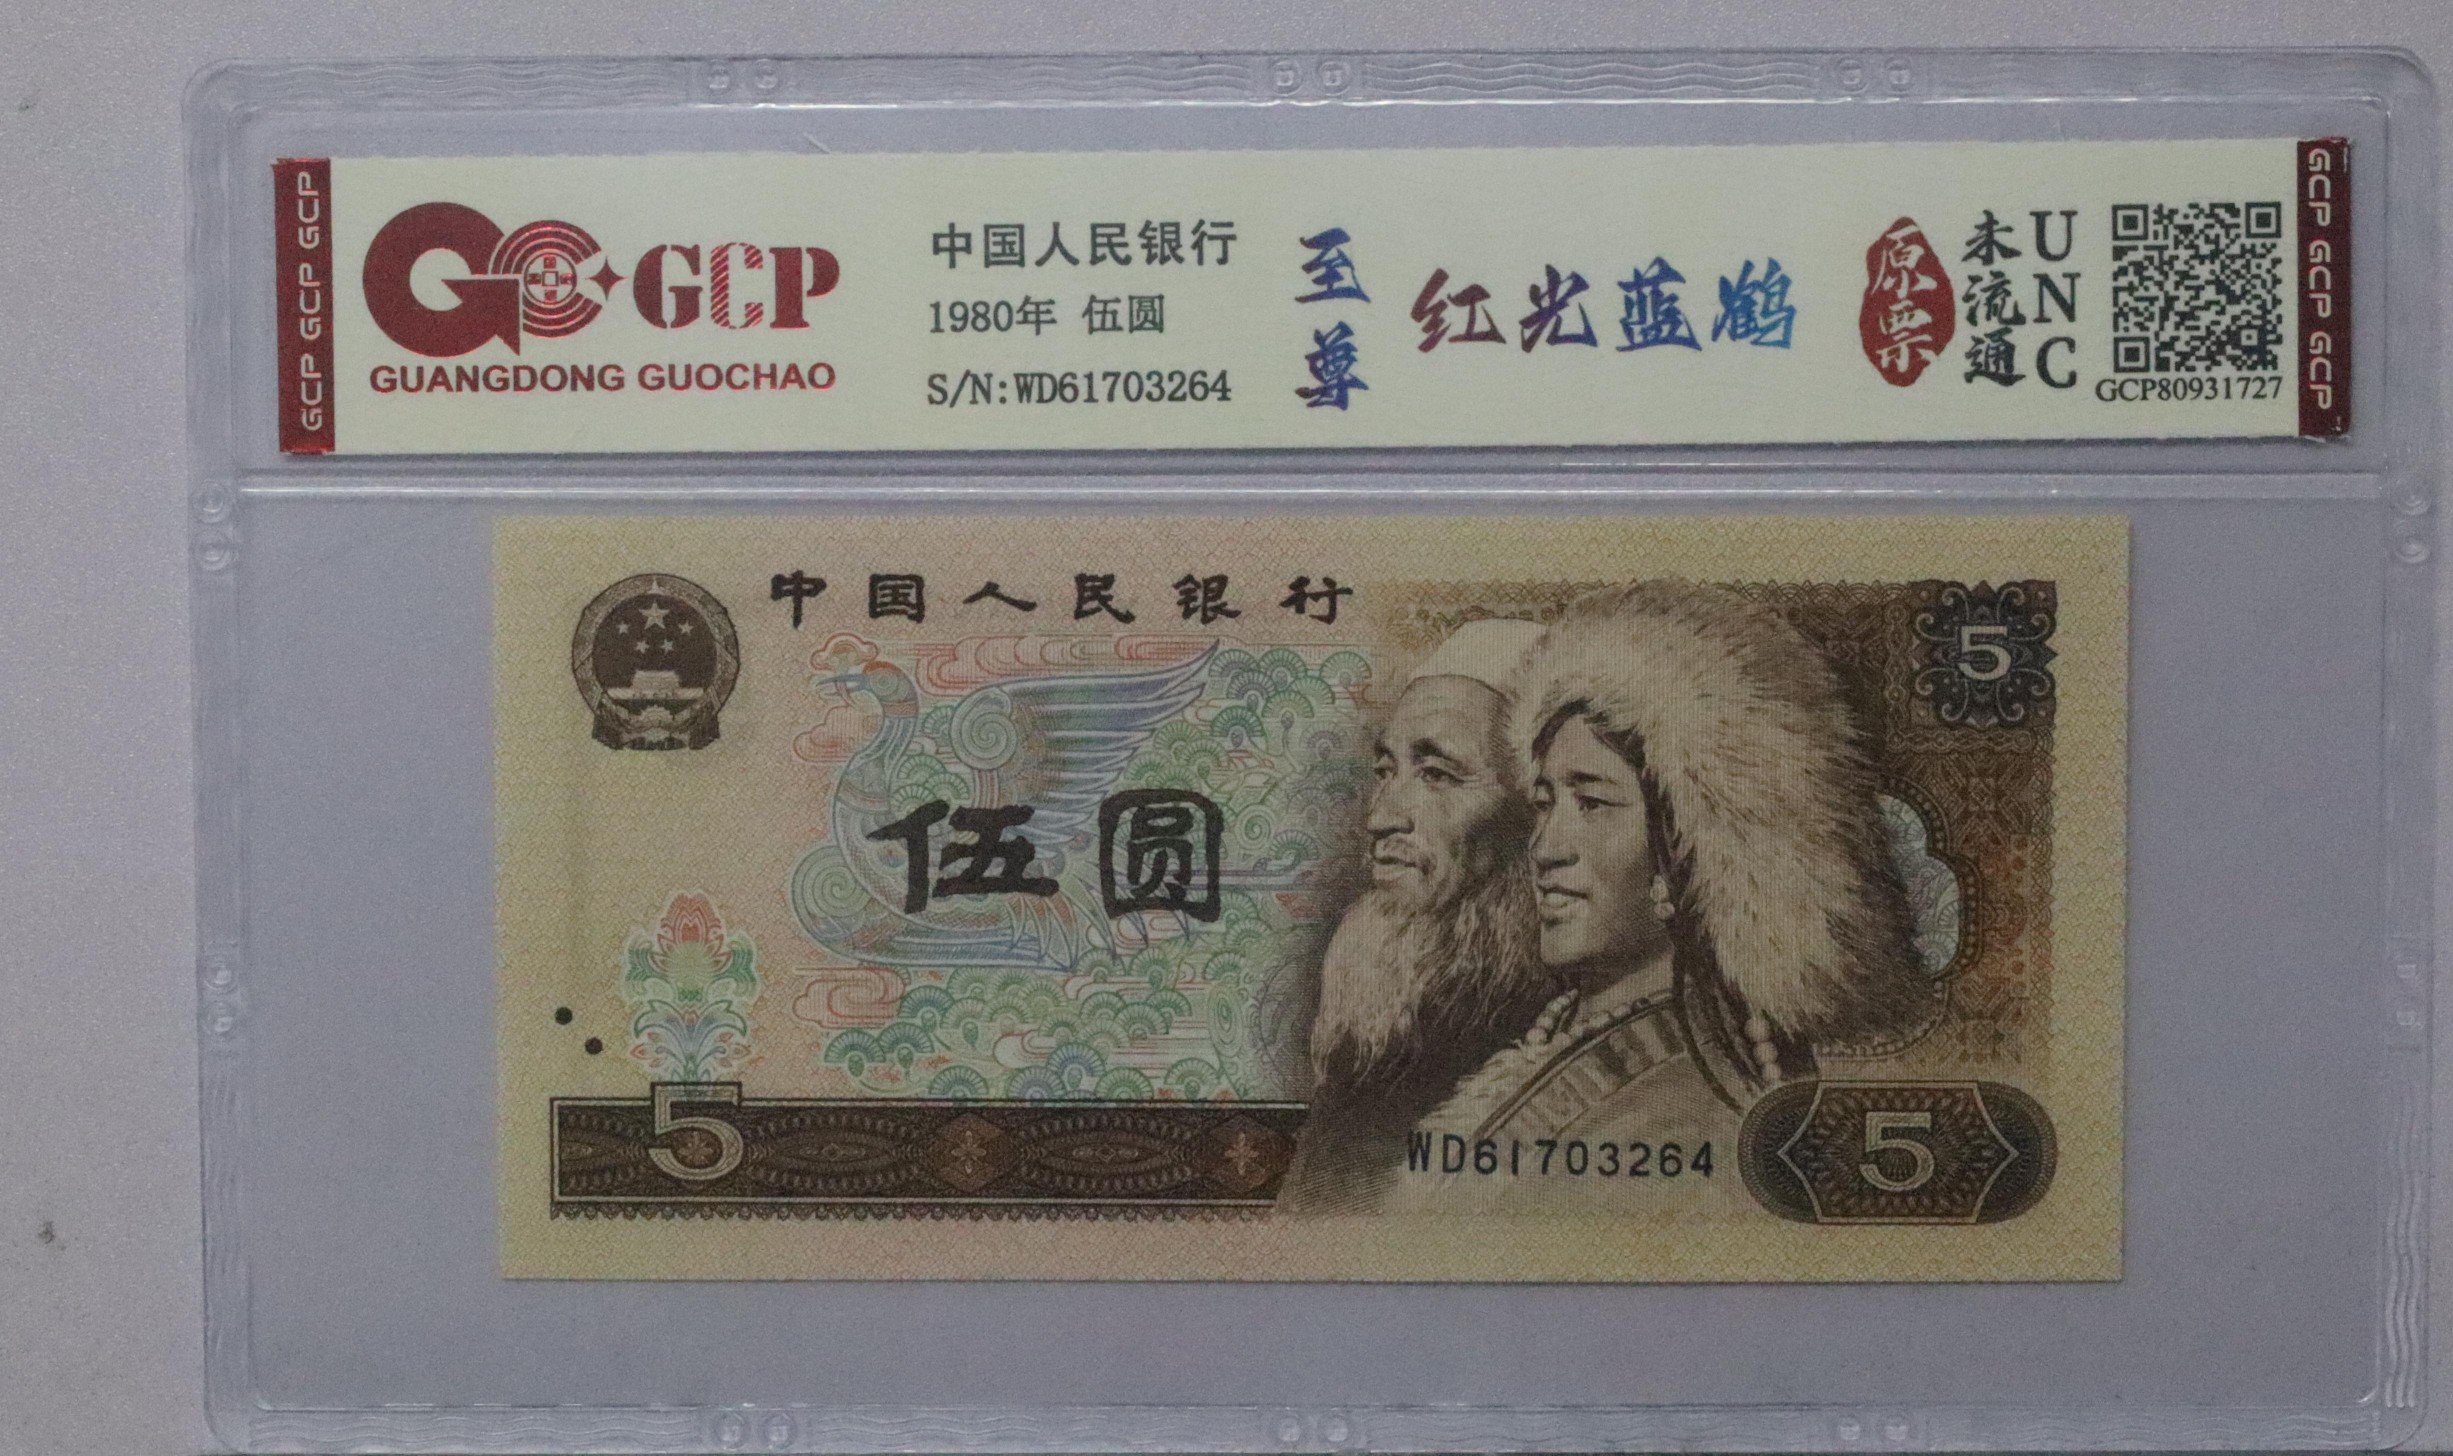 GCP GCP GCP
GCP
GUANGDONG GUOCHAO
中国人民银行
1980年 伍圆
S/N:WD61703264
至尊
红光蓝鹤
原票
未流通
UNC
GCP80931727
GCP GCP GCP
中国人民银行
5
伍圆
5
WD61703264
5